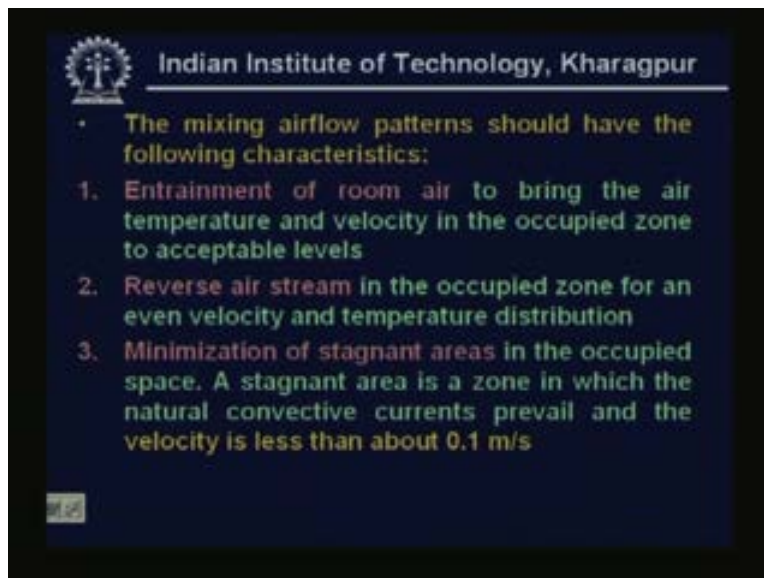 Indian Institute of Technology, Kharagpur
• The mixing airflow patterns should have the
following characteristics:
1. Entrainment of room air to bring the air
temperature and velocity in the occupied zone
to acceptable levels
2. Reverse air stream in the occupied zone for an
even velocity and temperature distribution
3. Minimization of stagnant areas in the occupied
space. A stagnant area is a zone in which the
natural convective currents prevail and the
velocity is less than about 0.1 m/s